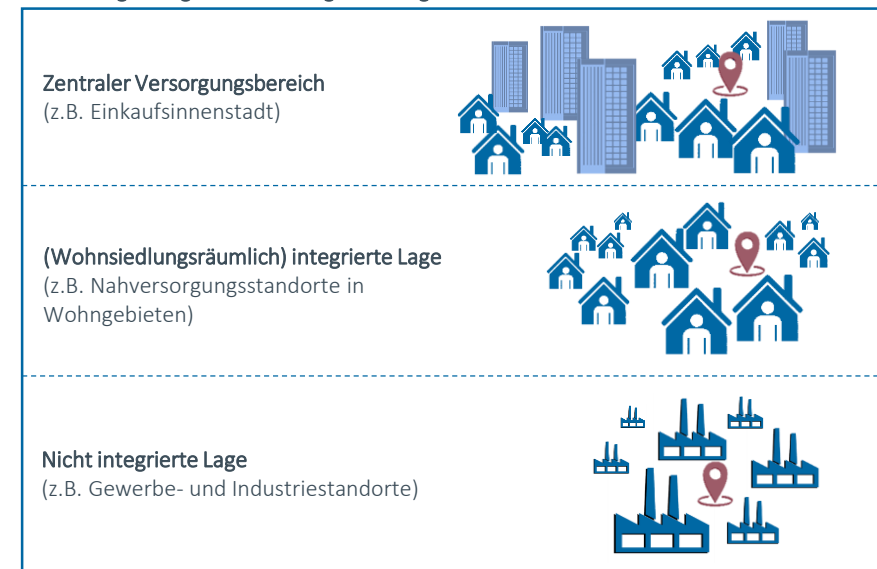 Zentraler Versorgungsbereich
(z.B. Einkaufsinnenstadt)
(Wohnsiedlungsräumlich) integrierte Lage
(z.B. Nahversorgungsstandorte in
Wohngebieten)
Nicht integrierte Lage
(z.B. Gewerbe- und Industriestandorte)